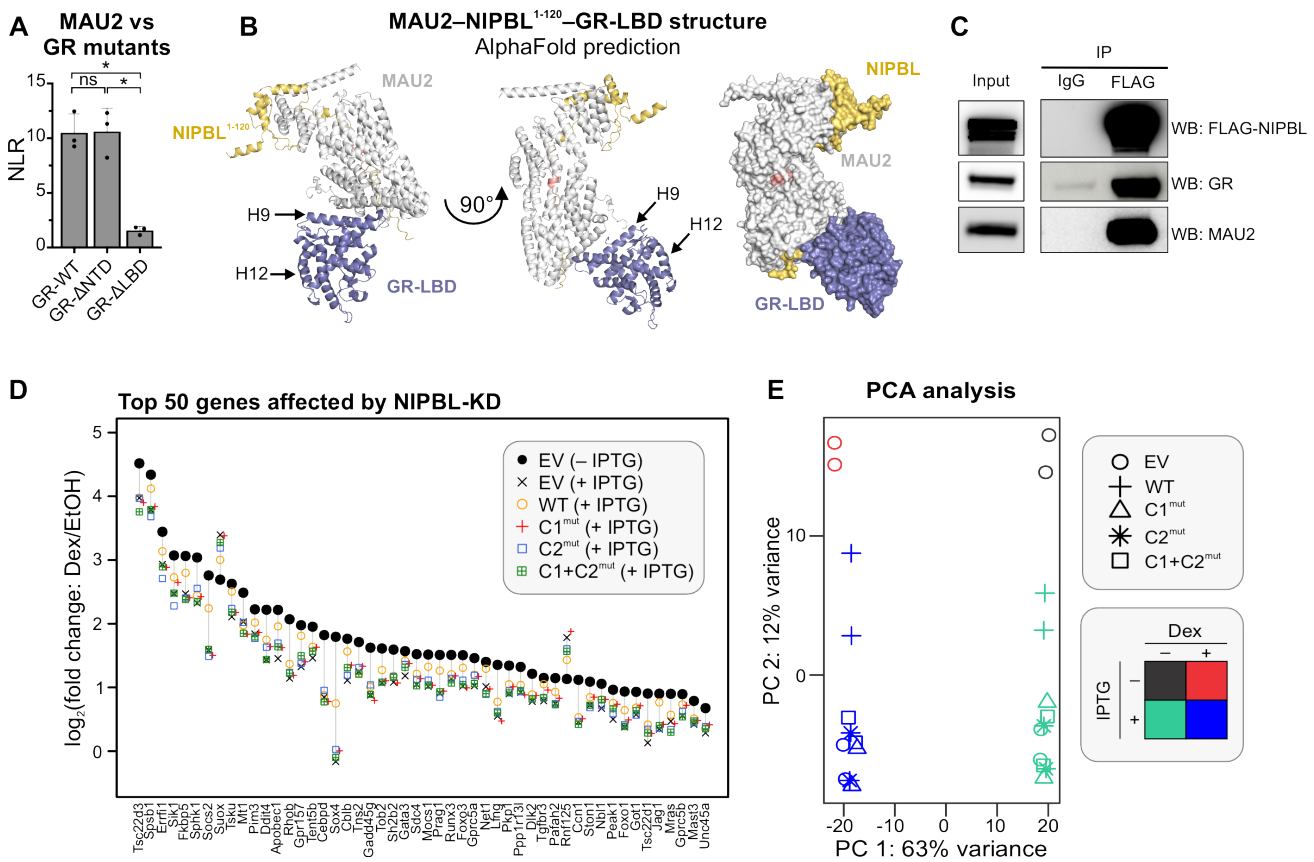 A
MAU2 vs
GR mutants
*
ns
*
15
10
5
0
NLR
GR-WT
GR-ΔNTD
GR-ΔLBD
B
MAU2–NIPBL1-120–GR-LBD structure
AlphaFold prediction
MAU2
NIPBL1-120
H9
H12
GR-LBD
90°
H9
H12
NIPBL
MAU2
GR-LBD
C
IP
Input
IgG
FLAG
WB: FLAG-NIPBL
WB: GR
WB: MAU2
D
Top 50 genes affected by NIPBL-KD
5
4
3
2
1
0
log2(fold change: Dex/EtOH)
EV (– IPTG)
EV (+ IPTG)
WT (+ IPTG)
C1mut (+ IPTG)
C2mut (+ IPTG)
C1+C2mut (+ IPTG)
Tsc22d3
Spsb1
Errfi1
Sik1
Fkbp5
Sphk1
Socs2
Suox
Tsku
Mt1
Pim3
Ddit4
Apobec1
Rhob
Gpr157
Tent5b
Cebpd
Sox4
Cblb
Tns2
Gadd45g
Tob2
Sh2b2
Gata3
Sdc4
Mocs1
Prag1
Runx3
Foxo3
Gprc5a
Net1
Lfng
Pkp1
Ppp1r13l
Dlk2
Tgfbr3
Pafah2
Rnf125
Ccn1
Ston1
Nbl1
Peak1
Foxo1
Got1
Tsc22d1
Jag1
Mras
Gprc5b
Mast3
Unc45a
E
PCA analysis
10
0
PC 2: 12% variance
-20
-10
0
10
20
PC 1: 63% variance
EV
WT
C1mut
C2mut
C1+C2mut
Dex
– +
IPTG
–
+